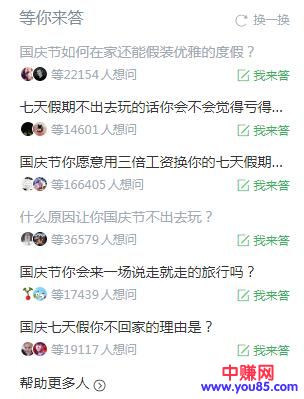 等你来答 换一换
国庆节如何在家还能假装优雅的度假？
等22154人想问 我来答
七天假期不出去玩的话你会不会觉得亏得...
等14601人想问 我来答
国庆节你愿意用三倍工资换你的七天假期...
等166405人想问 我来答
什么原因让你国庆节不出去玩？
等36579人想问 我来答
国庆节你会来一场说走就走的旅行吗？
等17439人想问 我来答
国庆七天假你不回家的理由是？
等19117人想问 我来答
帮助更多人
中赚网
www.you85.com